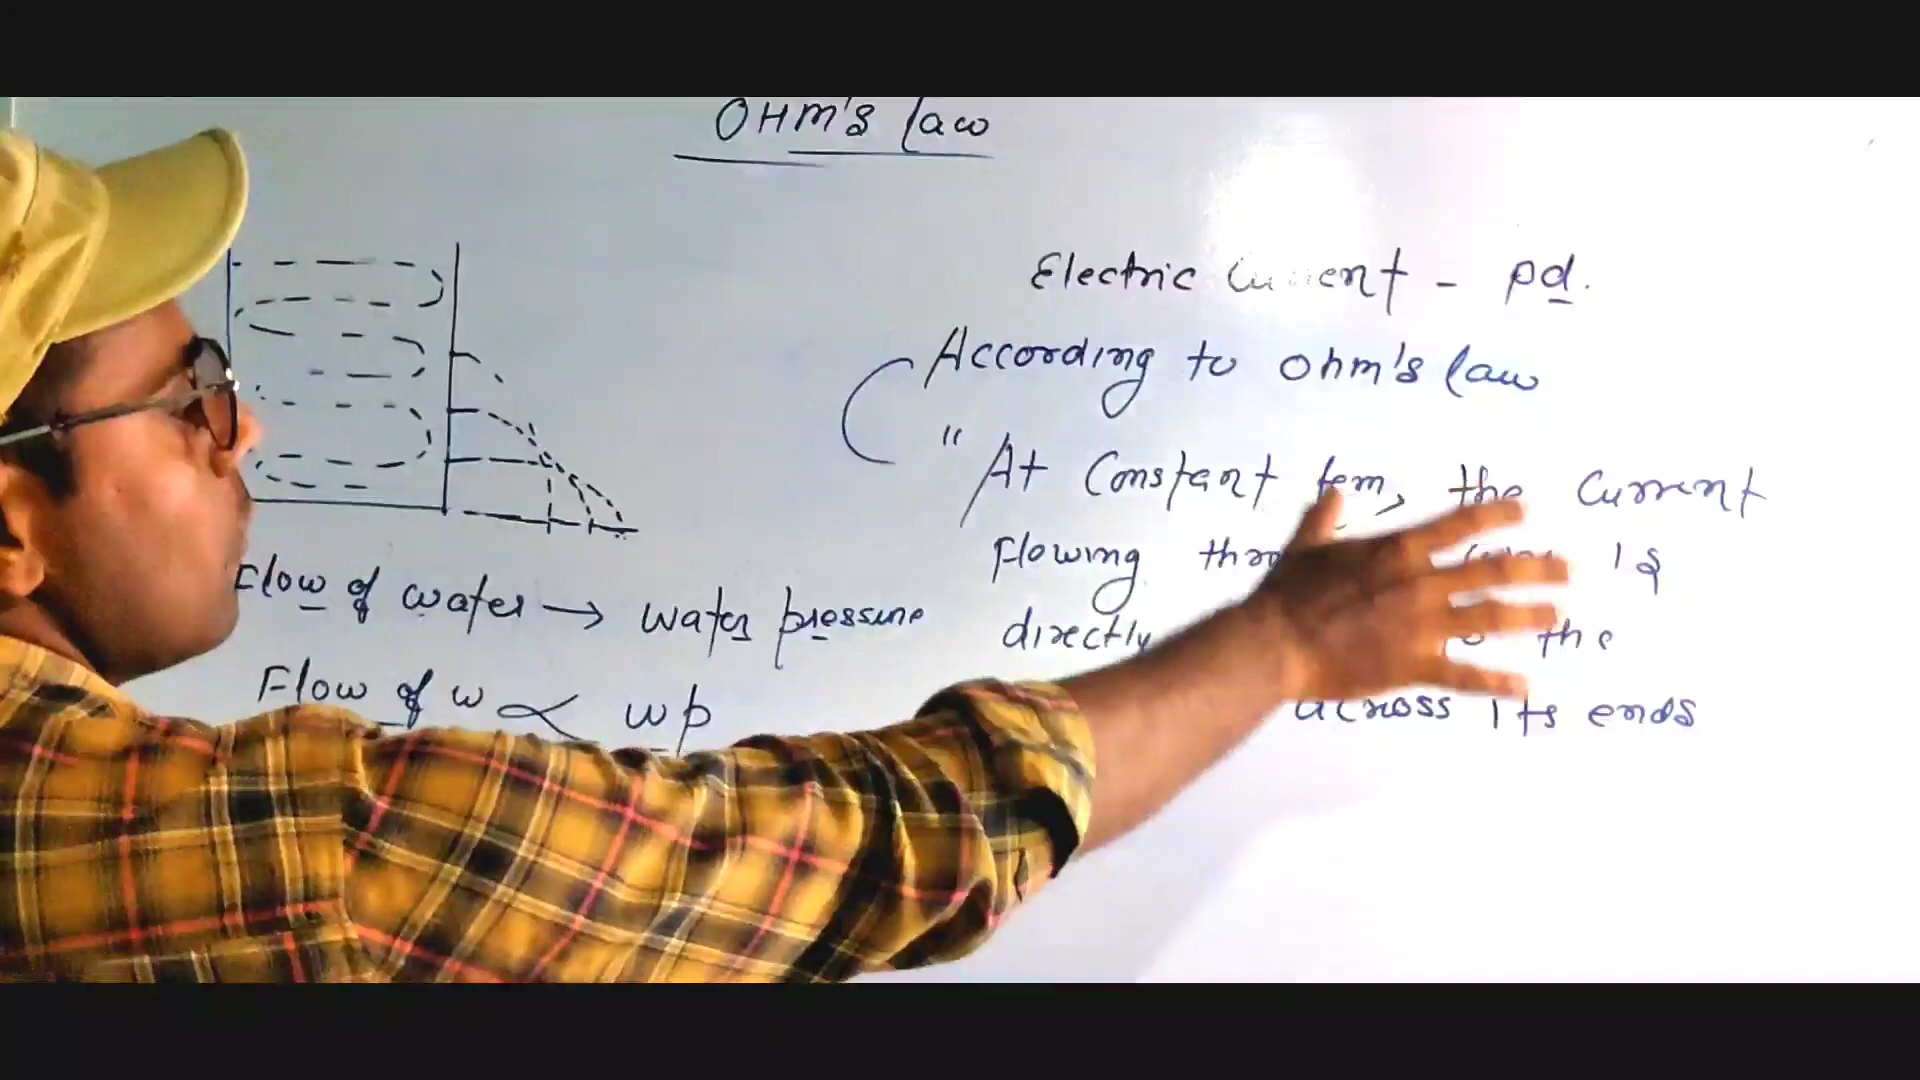 OHM's law
Electric Current - pd.
According to ohm's law
"At Constant tem, the Current
Flowing is
directly the
across its ends
Flow of water → water pressure
Flow of w ∝ wp